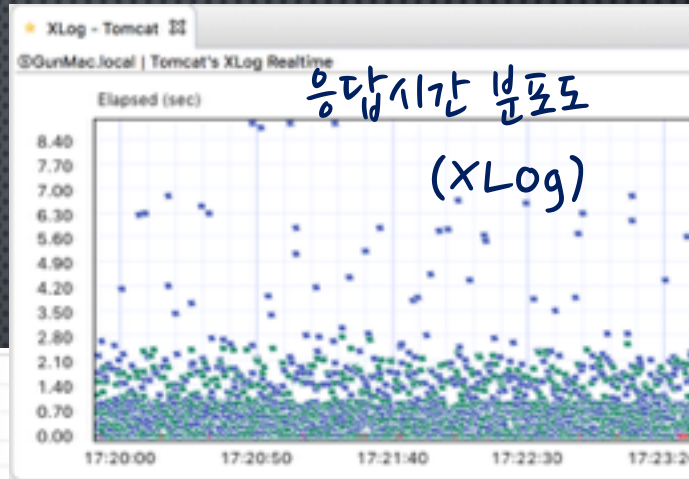 XLog - Tomcat
①GunMac.local | Tomcat's XLog Realtime
응답시간 분포도
Elapsed (sec)
(XLog)
8.40
7.70
7.00
6.30
5.60
4.90
4.20
3.50
2.80
2.10
1.40
0.70
0.00
17:20:00 17:20:50 17:21:40 17:22:30 17:23:2